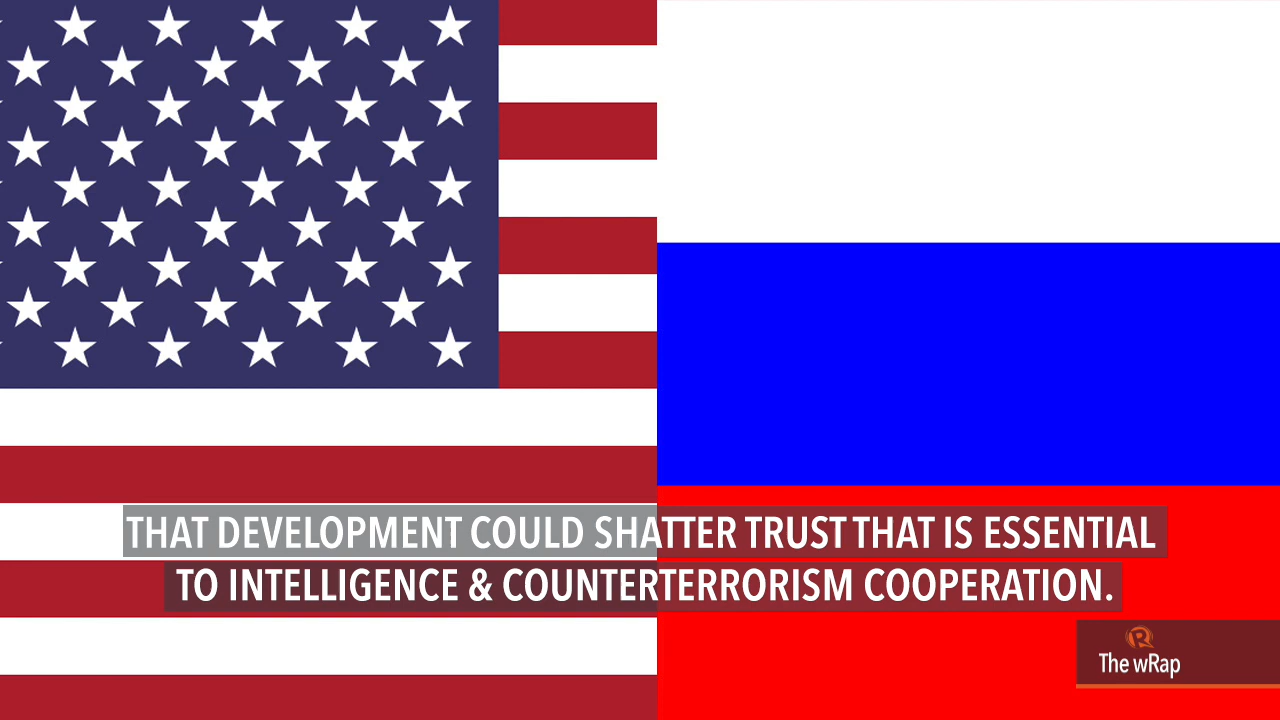 THAT DEVELOPMENT COULD SHATTER TRUST THAT IS ESSENTIAL
TO INTELLIGENCE & COUNTERTERRORISM COOPERATION.
R
The wRap